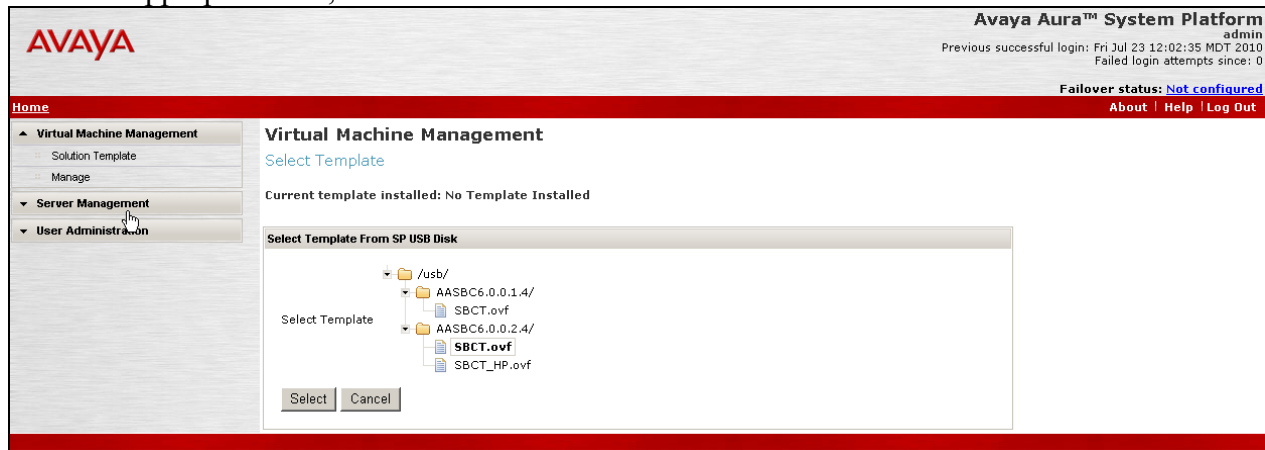 AVAYA
Avaya Aura™ System Platform
admin
Previous successful login: Fri Jul 23 12:02:35 MDT 2010
Failed login attempts since: 0
Failover status: Not configured
Home
About | Help | Log Out
Virtual Machine Management
Solution Template
Manage
Server Management
User Administration
Virtual Machine Management
Select Template
Current template installed: No Template Installed
Select Template From SP USB Disk
Select Template
/usb/
AASBC6.0.0.1.4/
SBCT.ovf
AASBC6.0.0.2.4/
SBCT.ovf
SBCT_HP.ovf
Select Cancel